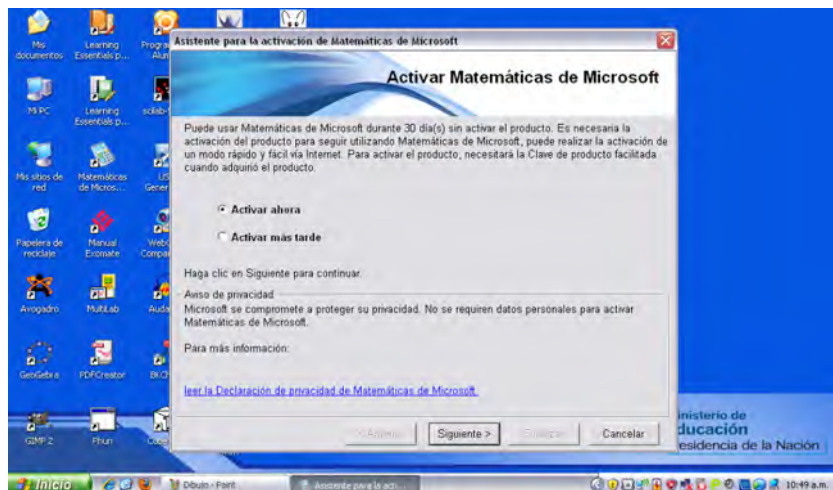 Mis documentos
Learning Essentials p...
Asistente para la activación de Matemáticas de Microsoft
Activar Matemáticas de Microsoft
Mi PC
Learning Essentials p...
Puede usar Matemáticas de Microsoft durante 30 día(s) sin activar el producto. Es necesaria la
activación del producto para seguir utilizando Matemáticas de Microsoft, puede realizar la activación de
un modo rápido y fácil vía Internet. Para activar el producto, necesitará la Clave de producto facilitada
cuando adquirió el producto.
Mis sitios de red
Matemáticas de Micros...
Activar ahora
Activar más tarde
Papelera de reciclaje
Manual Exomate
Haga clic en Siguiente para continuar.
Aviso de privacidad
Microsoft se compromete a proteger su privacidad. No se requieren datos personales para activar
Matemáticas de Microsoft.
Avogadro
MultiLab
Para más información:
GeoGebra
PDFCreator
leer la Declaración de privacidad de Matemáticas de Microsoft.
GIMP 2
Phun
Siguiente >
Cancelar
inisterio de
ducación
esidencia de la Nación
Inicio
Dibujo - Paint
Asistente para la acti...
10:49 a.m.